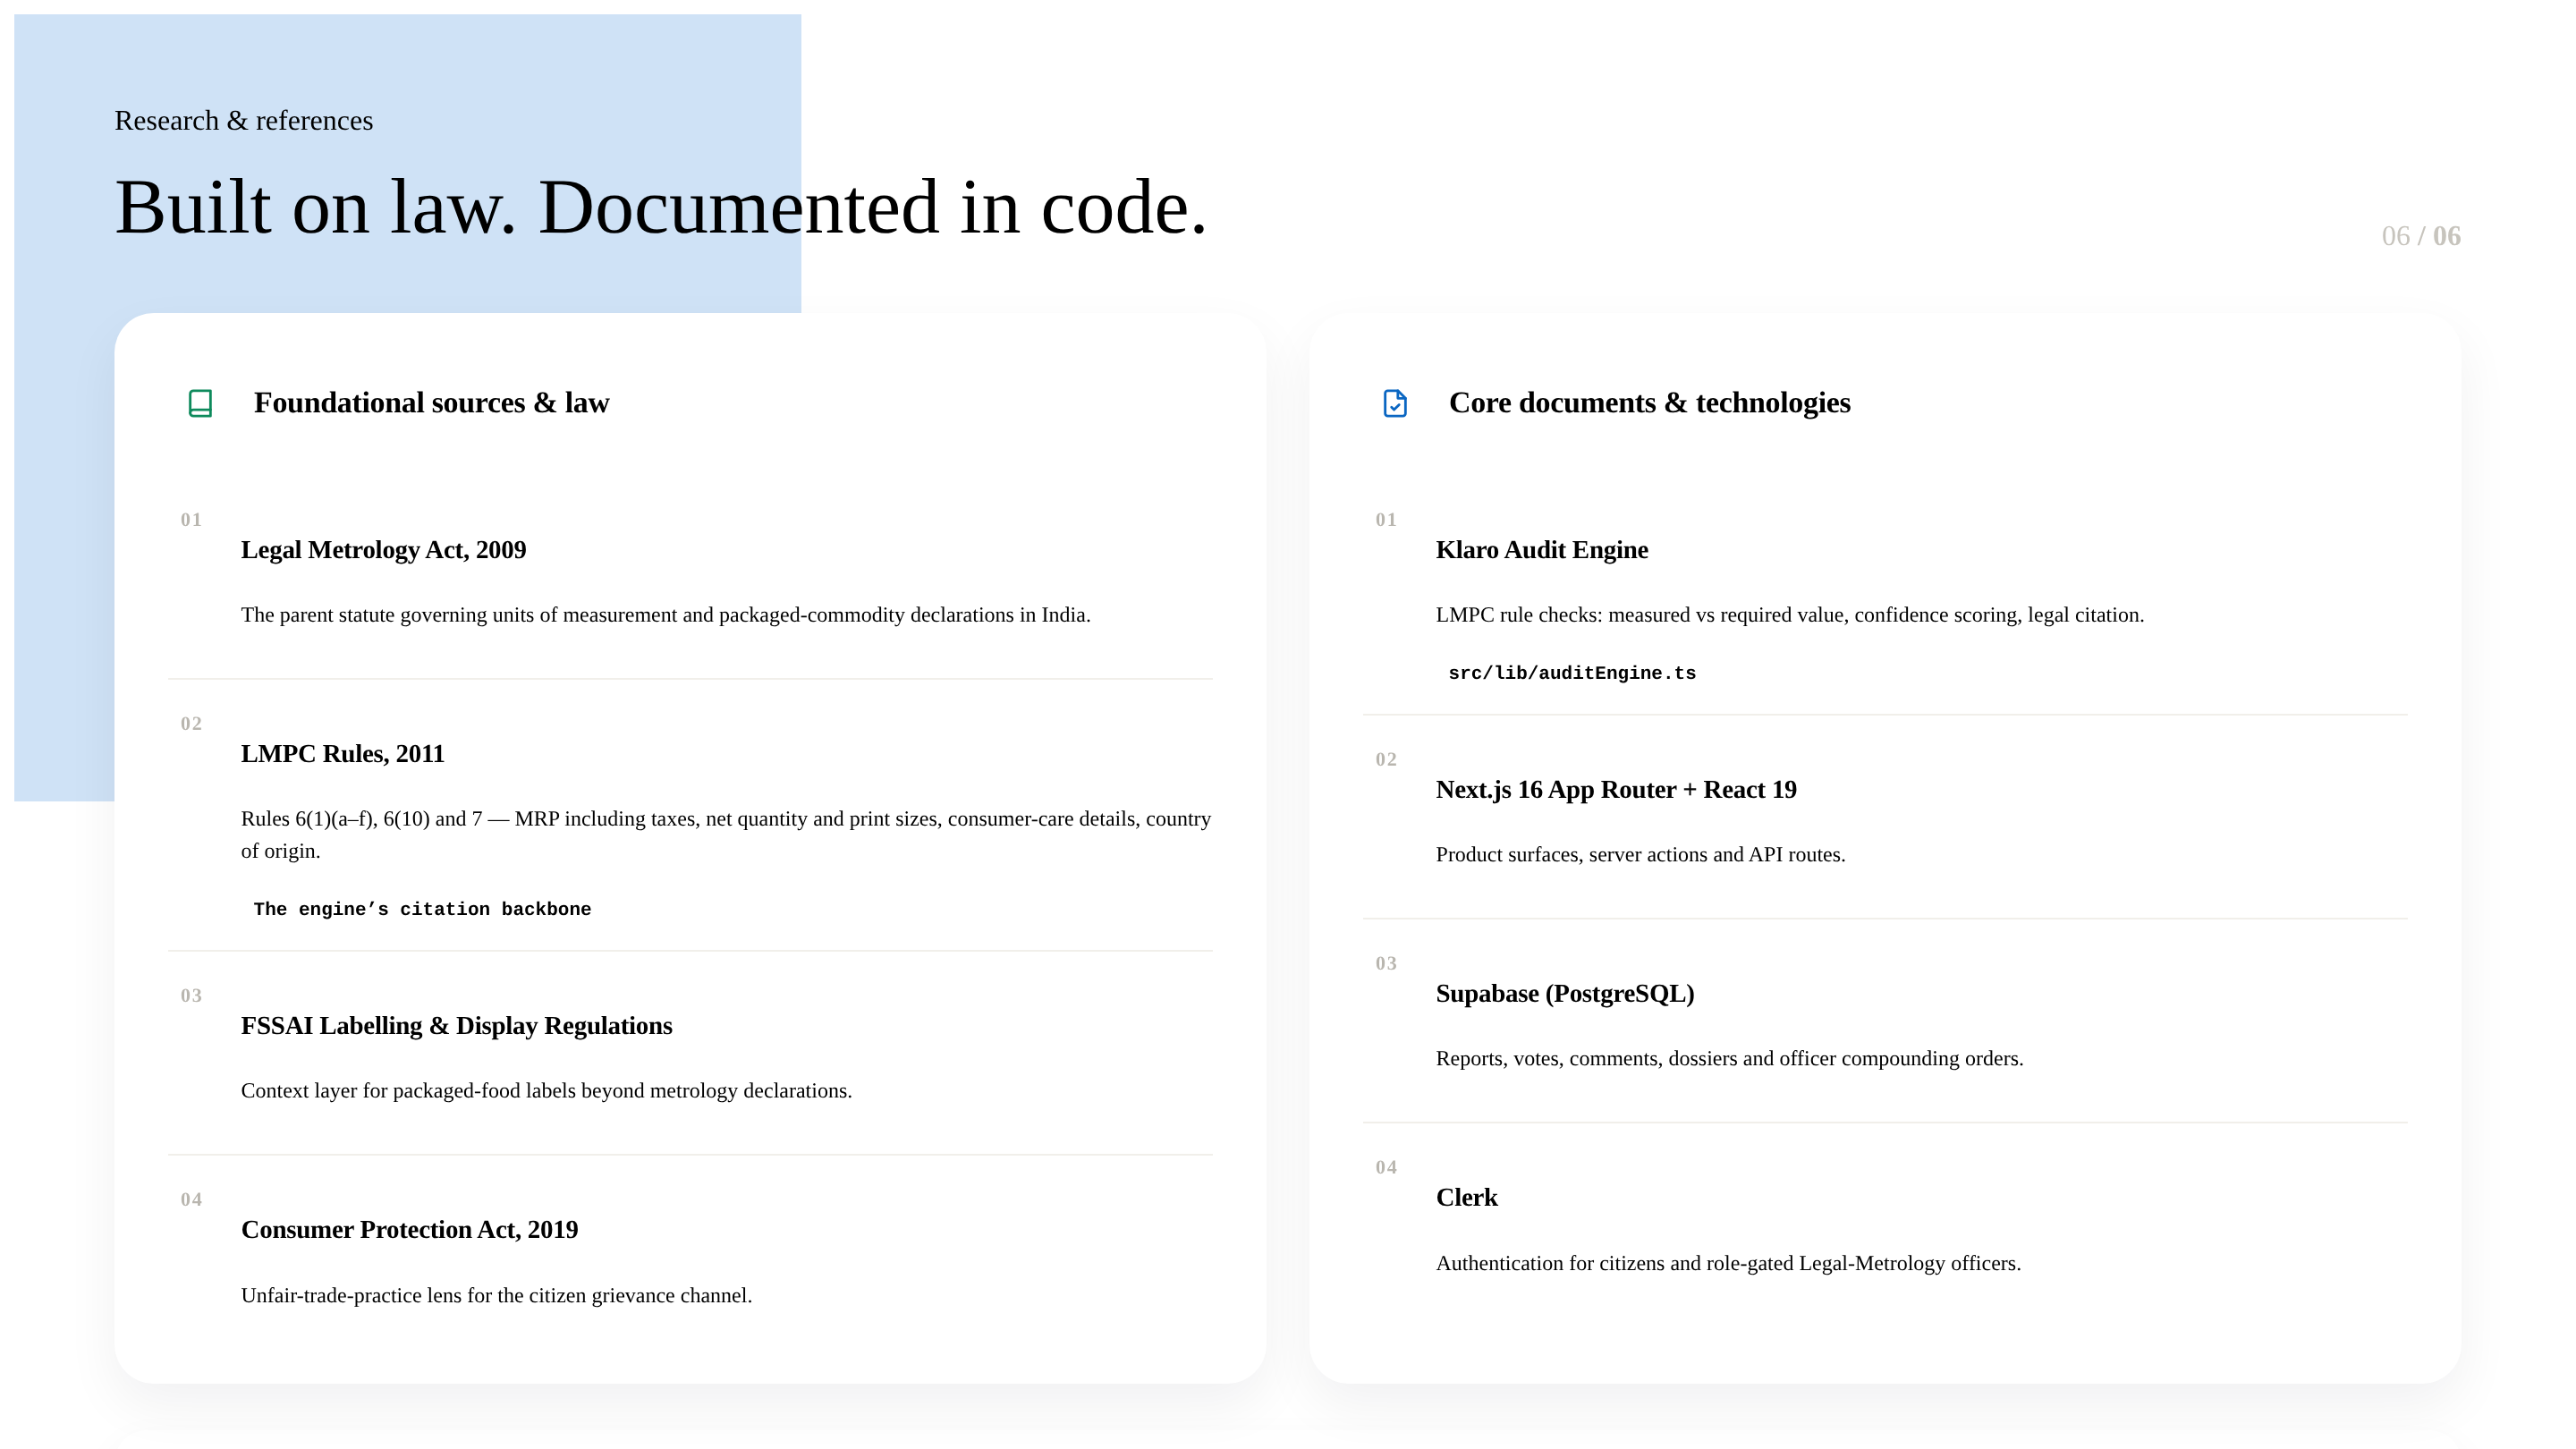 Research & references
Built on law. Documented in code.
06 / 06
Foundational sources & law
01
Legal Metrology Act, 2009
The parent statute governing units of measurement and packaged-commodity declarations in India.
02
LMPC Rules, 2011
Rules 6(1)(a–f), 6(10) and 7 — MRP including taxes, net quantity and print sizes, consumer-care details, country
of origin.
The engine’s citation backbone
03
FSSAI Labelling & Display Regulations
Context layer for packaged-food labels beyond metrology declarations.
04
Consumer Protection Act, 2019
Unfair-trade-practice lens for the citizen grievance channel.
Core documents & technologies
01
Klaro Audit Engine
LMPC rule checks: measured vs required value, confidence scoring, legal citation.
src/lib/auditEngine.ts
02
Next.js 16 App Router + React 19
Product surfaces, server actions and API routes.
03
Supabase (PostgreSQL)
Reports, votes, comments, dossiers and officer compounding orders.
04
Clerk
Authentication for citizens and role-gated Legal-Metrology officers.